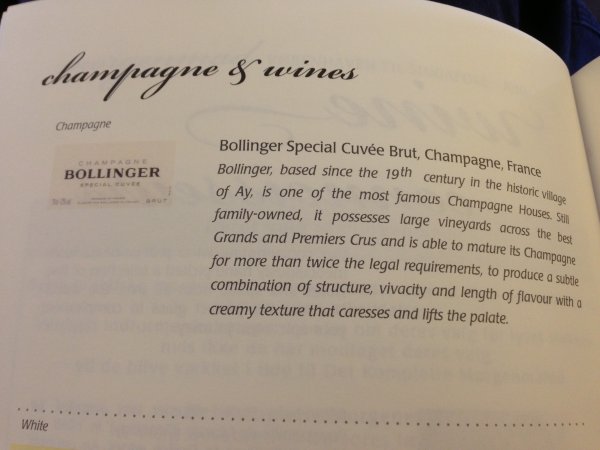 champagne & wines
Champagne
CHAMPAGNE
BOLLINGER
SPECIAL CUVÉE
BRUT
Bollinger Special Cuvée Brut, Champagne, France
Bollinger, based since the 19th century in the historic village
of Ay, is one of the most famous Champagne Houses. Still
family-owned, it possesses large vineyards across the best
Grands and Premiers Crus and is able to mature its Champagne
for more than twice the legal requirements, to produce a subtle
combination of structure, vivacity and length of flavour with a
creamy texture that caresses and lifts the palate.
White